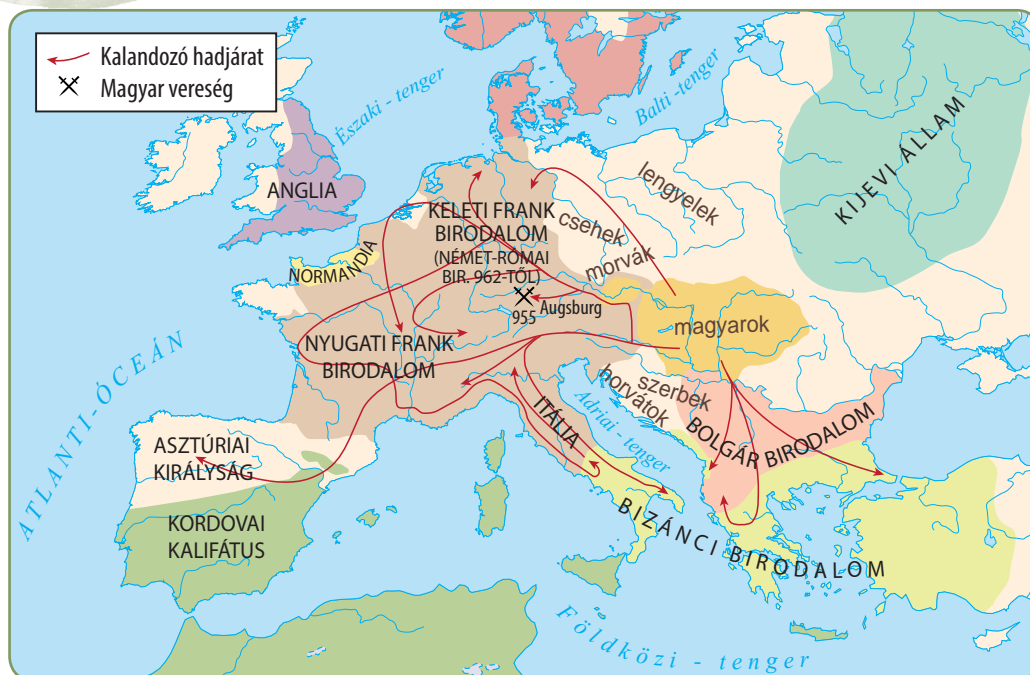 Kalandozó hadjárat
Magyar vereség
Északi - tenger
Balti - tenger
KIJEVI ÁLLAM
ANGLIA
lengyelek
KELETI FRANK
BIRODALOM
(NÉMET-RÓMAI
BIR. 962-TŐL)
csehek
morvák
NORMANDIA
955 Augsburg
magyarok
NYUGATI FRANK
BIRODALOM
ATLANTI-ÓCEÁN
szerbek
horvátok
ITÁLIA
Adriai - tenger
BOLGÁR BIRODALOM
ASZTÚRIAI
KIRÁLYSÁG
KORDOVAI
KALIFÁTUS
BIZÁNCI BIRODALOM
Földközi - tenger